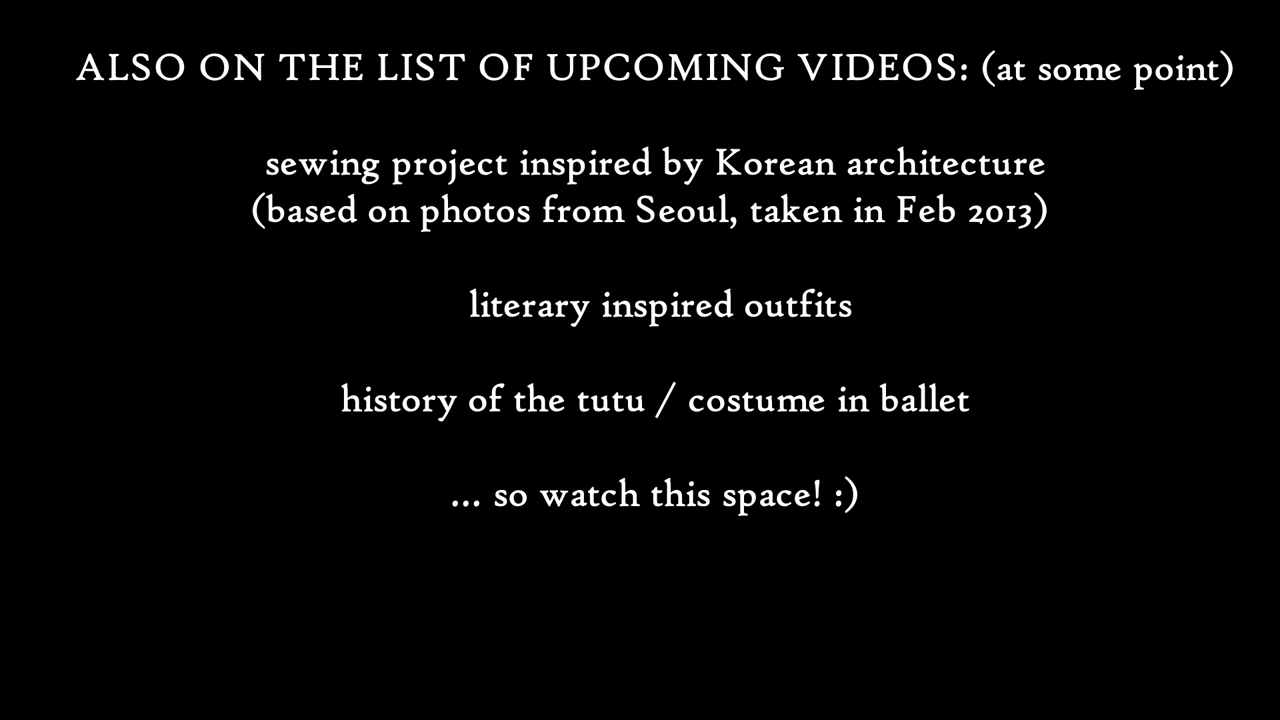 ALSO ON THE LIST OF UPCOMING VIDEOS: (at some point)
sewing project inspired by Korean architecture
(based on photos from Seoul, taken in Feb 2013)
literary inspired outfits
history of the tutu / costume in ballet
... so watch this space! :)